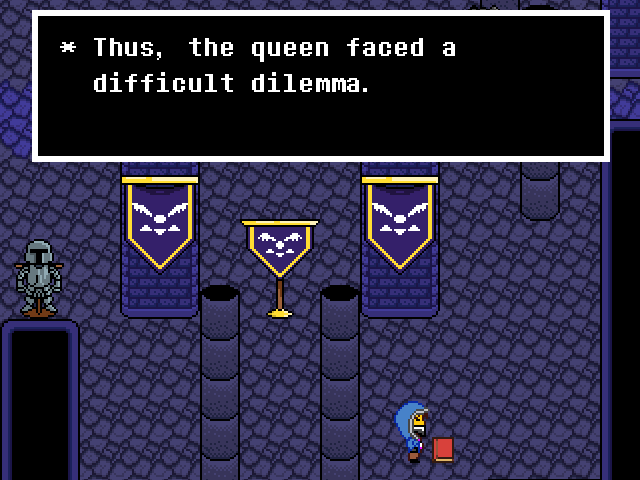 * Thus, the queen faced a
difficult dilemma.